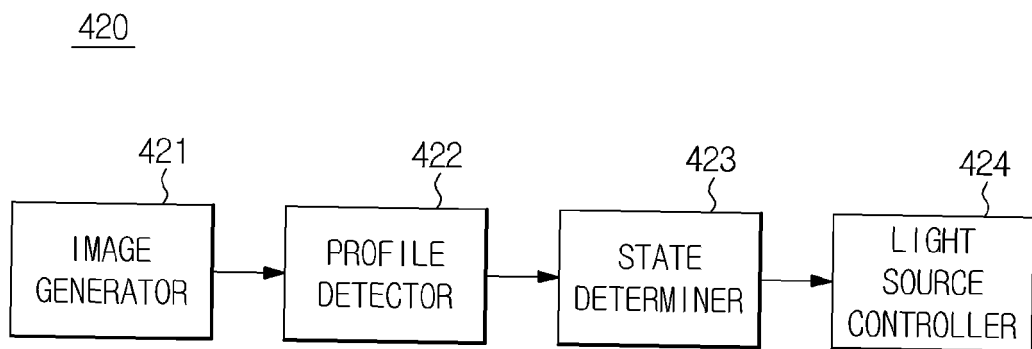 420
421
422
423
424
IMAGE
GENERATOR
PROFILE
DETECTOR
STATE
DETERMINER
LIGHT
SOURCE
CONTROLLER